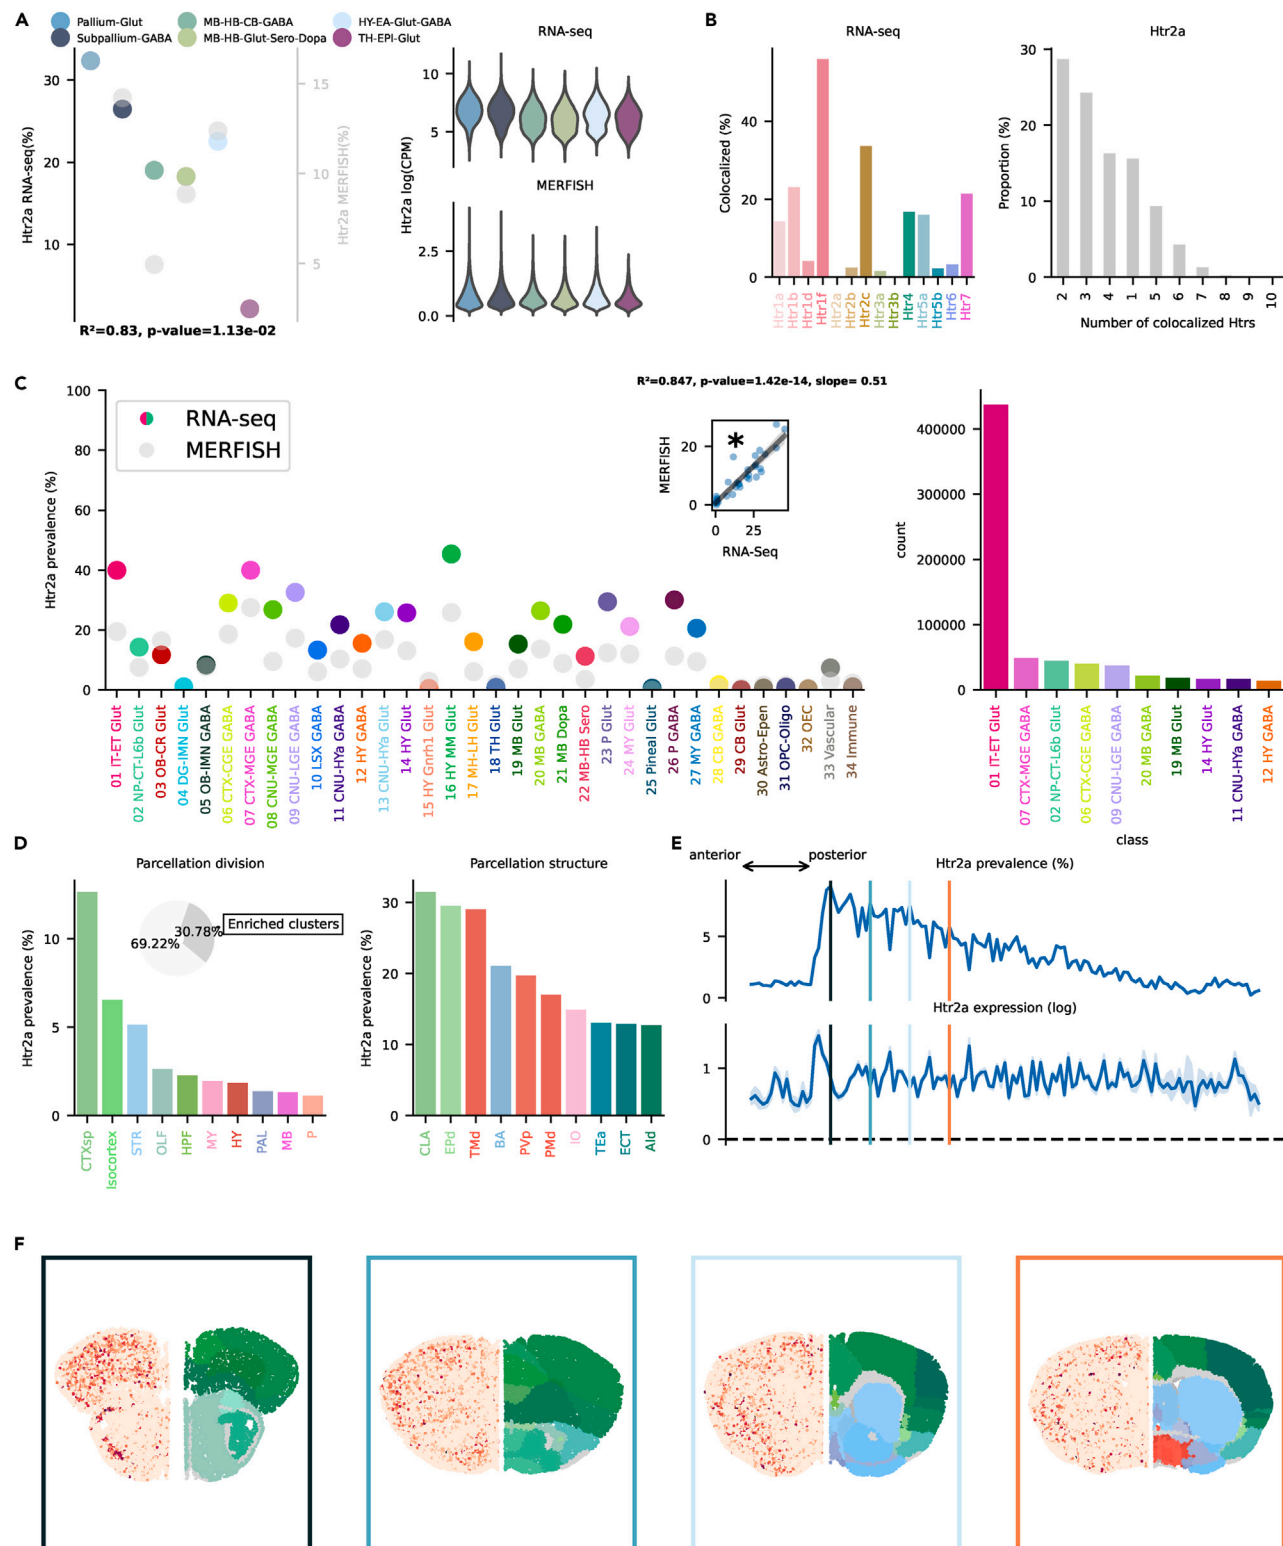 A
Pallium-Glut
Subpallium-GABA
MB-HB-CB-GABA
MB-HB-Glut-Sero-Dopa
HY-EA-Glut-GABA
TH-EPI-Glut
Htr2a RNA-seq(%)
30
20
10
Htr2a MERFISH(%)
15
10
5
R²=0.83, p-value=1.13e-02
RNA-seq
10
5
MERFISH
2.5
0.0
Htr2a log(CPM)
B
RNA-seq
Colocalized (%)
40
20
0
Htr1a
Htr1b
Htr1d
Htr1f
Htr2a
Htr2b
Htr2c
Htr3a
Htr3b
Htr4
Htr5a
Htr5b
Htr6
Htr7
Htr2a
Proportion (%)
30
20
10
0
2 3 4 1 5 6 7 8 9 10
Number of colocalized Htrs
C
Htr2a prevalence (%)
100
80
60
40
20
0
RNA-seq
MERFISH
R²=0.847, p-value=1.42e-14, slope= 0.51
MERFISH
20
0
*
0 25
RNA-Seq
01 IT-ET Glut
02 NP-CT-L6b Glut
03 OB-CR Glut
04 DG-IMN Glut
05 OB-IMN GABA
06 CTX-CGE GABA
07 CTX-MGE GABA
08 CNU-MGE GABA
09 CNU-LGE GABA
10 LSX GABA
11 CNU-HYa GABA
12 HY GABA
13 CNU-HYa Glut
14 HY Glut
15 HY Gnrh1 Glut
16 HY MM Glut
17 MH-LH Glut
18 TH Glut
19 MB Glut
20 MB GABA
21 MB Dopa
22 MB-HB Sero
23 P Glut
24 MY Glut
25 Pineal Glut
26 P GABA
27 MY GABA
28 CB GABA
29 CB Glut
30 Astro-Epen
31 OPC-Oligo
32 OEC
33 Vascular
34 Immune
count
400000
300000
200000
100000
0
01 IT-ET Glut
07 CTX-MGE GABA
02 NP-CT-L6b Glut
06 CTX-CGE GABA
09 CNU-LGE GABA
20 MB GABA
19 MB Glut
14 HY Glut
11 CNU-HYa GABA
12 HY GABA
class
D
Parcellation division
Htr2a prevalence (%)
10
5
0
69.22%
30.78%
Enriched clusters
CTXsp
Isocortex
STR
OLF
HPF
MY
HY
PAL
MB
P
Parcellation structure
Htr2a prevalence (%)
30
20
10
0
CLA
EPd
TMd
BA
PVp
PMd
IO
TEa
ECT
AId
E
anterior
posterior
Htr2a prevalence (%)
5
0
Htr2a expression (log)
1
0
F